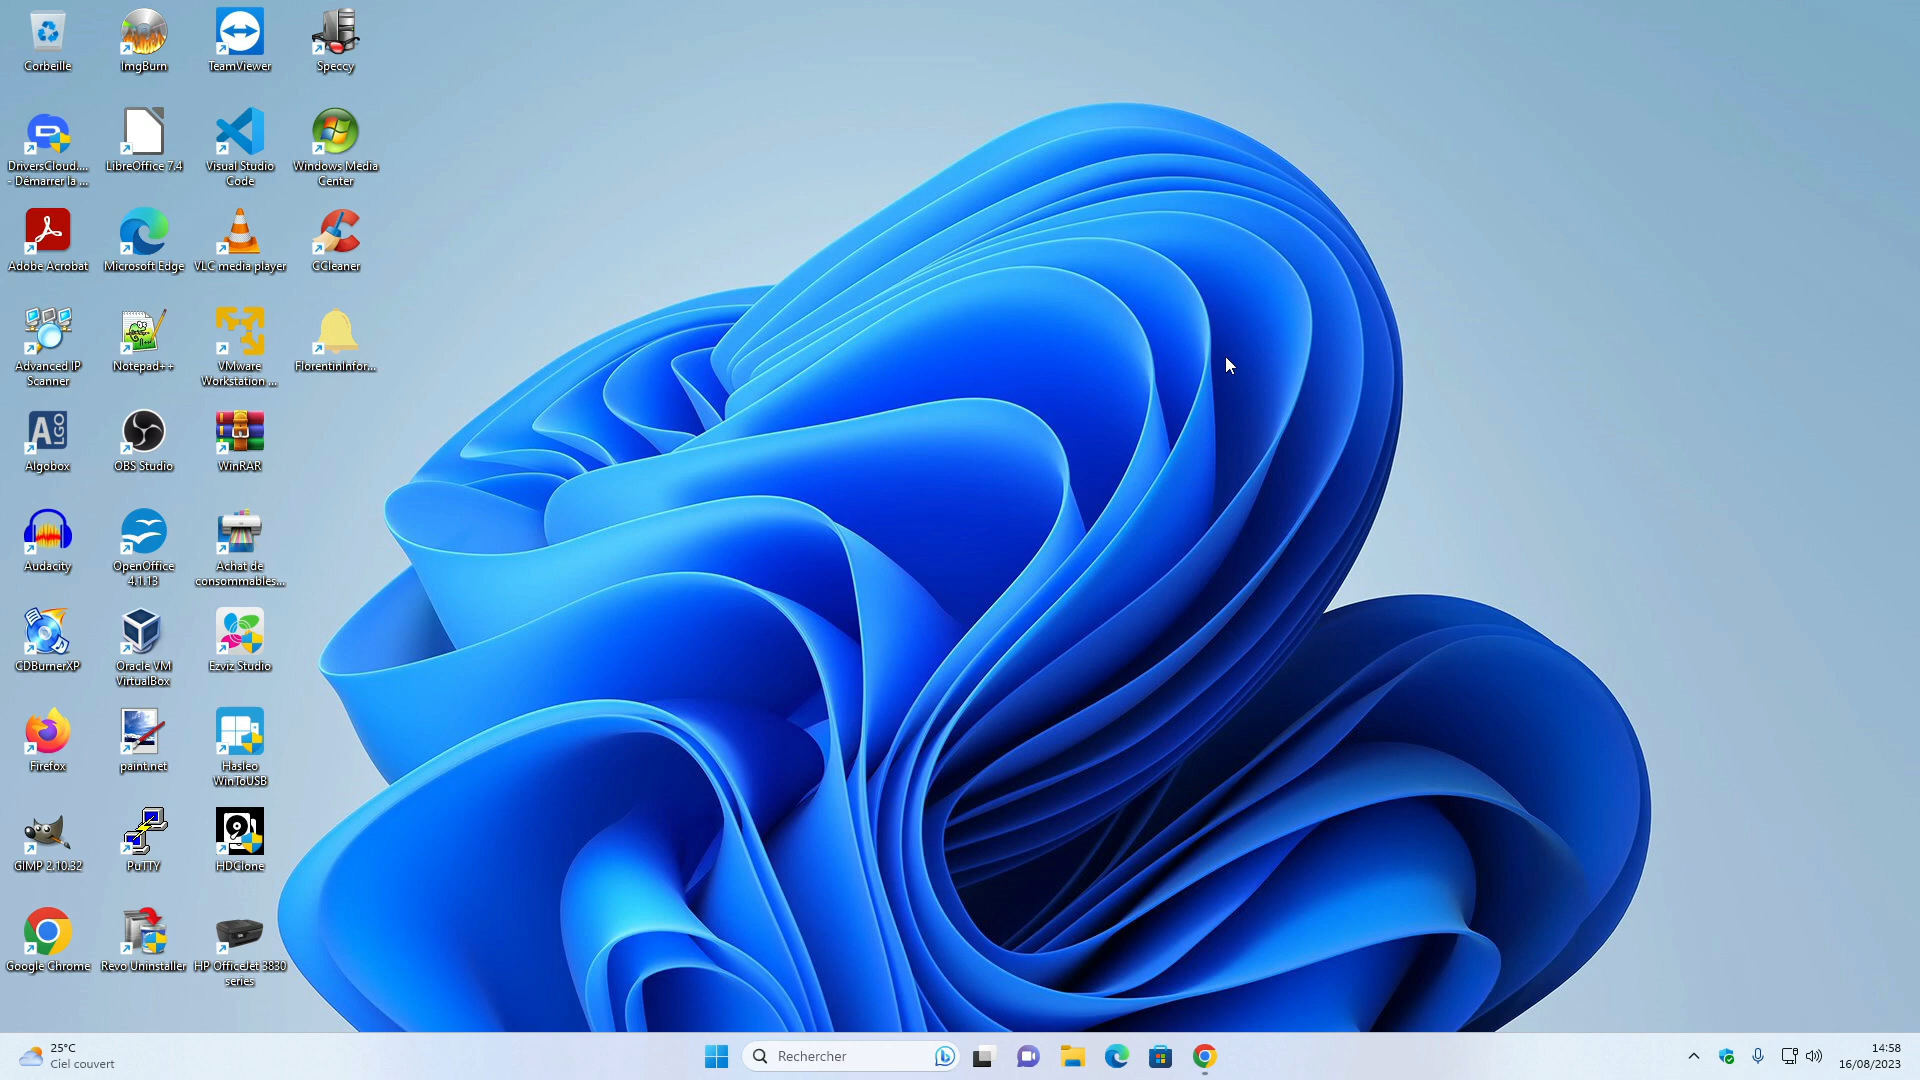 Corbeille
ImgBurn
TeamViewer
Speccy
DriversCloud....
- Démarrer la ...
LibreOffice 7.4
Visual Studio
Code
Windows Media
Center
Adobe Acrobat
Microsoft Edge
VLC media player
CCleaner
Advanced IP
Scanner
Notepad++
VMware
Workstation ...
FlorentinInfor...
ALGO
Algobox
OBS Studio
WinRAR
Audacity
OpenOffice
4.1.13
Achat de
consommables...
CDBurnerXP
Oracle VM
VirtualBox
Ezviz Studio
Firefox
paint.net
Hasleo
WinToUSB
GIMP 2.10.32
PuTTY
HDClone
Google Chrome
Revo Uninstaller
HP OfficeJet 3830
series
25°C
Ciel couvert
Rechercher
14:58
16/08/2023